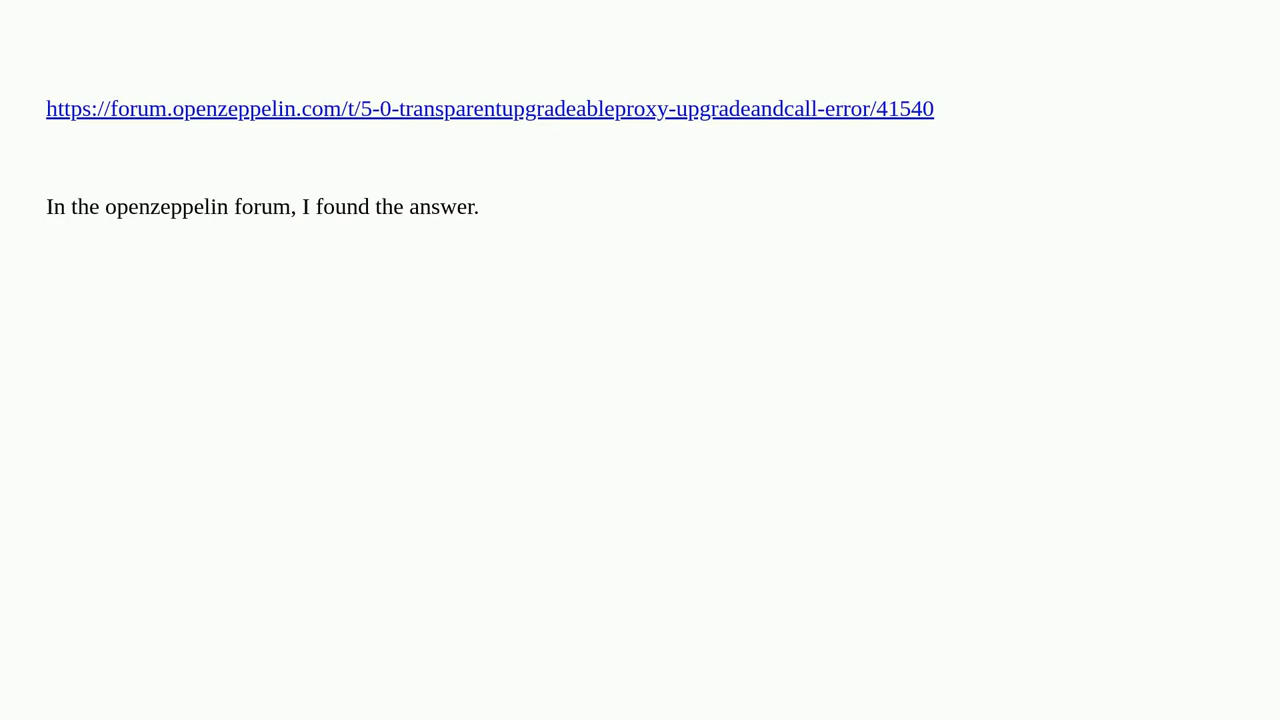 https://forum.openzeppelin.com/t/5-0-transparentupgradeableproxy-upgradeandcall-error/41540
In the openzeppelin forum, I found the answer.